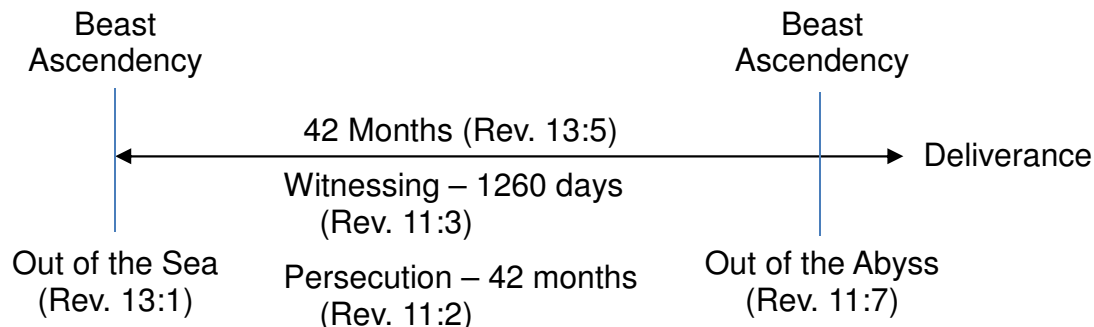 Beast
Ascendency
Beast
Ascendency
42 Months (Rev. 13:5)
Deliverance
Witnessing – 1260 days
(Rev. 11:3)
Out of the Sea
(Rev. 13:1)
Persecution – 42 months
(Rev. 11:2)
Out of the Abyss
(Rev. 11:7)